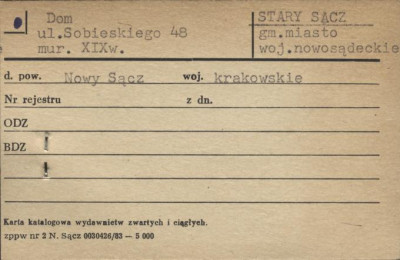 Dom
ul.Sobieskiego 48
mur. XIXw.
STARY SĄCZ
gm.miasto
woj.nowosądeckie
d. pow. Nowy Sącz woj. krakowskie
Nr rejestru z dn.
ODZ
BDZ
Karta katalogowa wydawnictw zwartych i ciągłych.
zppw nr 2 N. Sącz 0030426/83 — 5 000